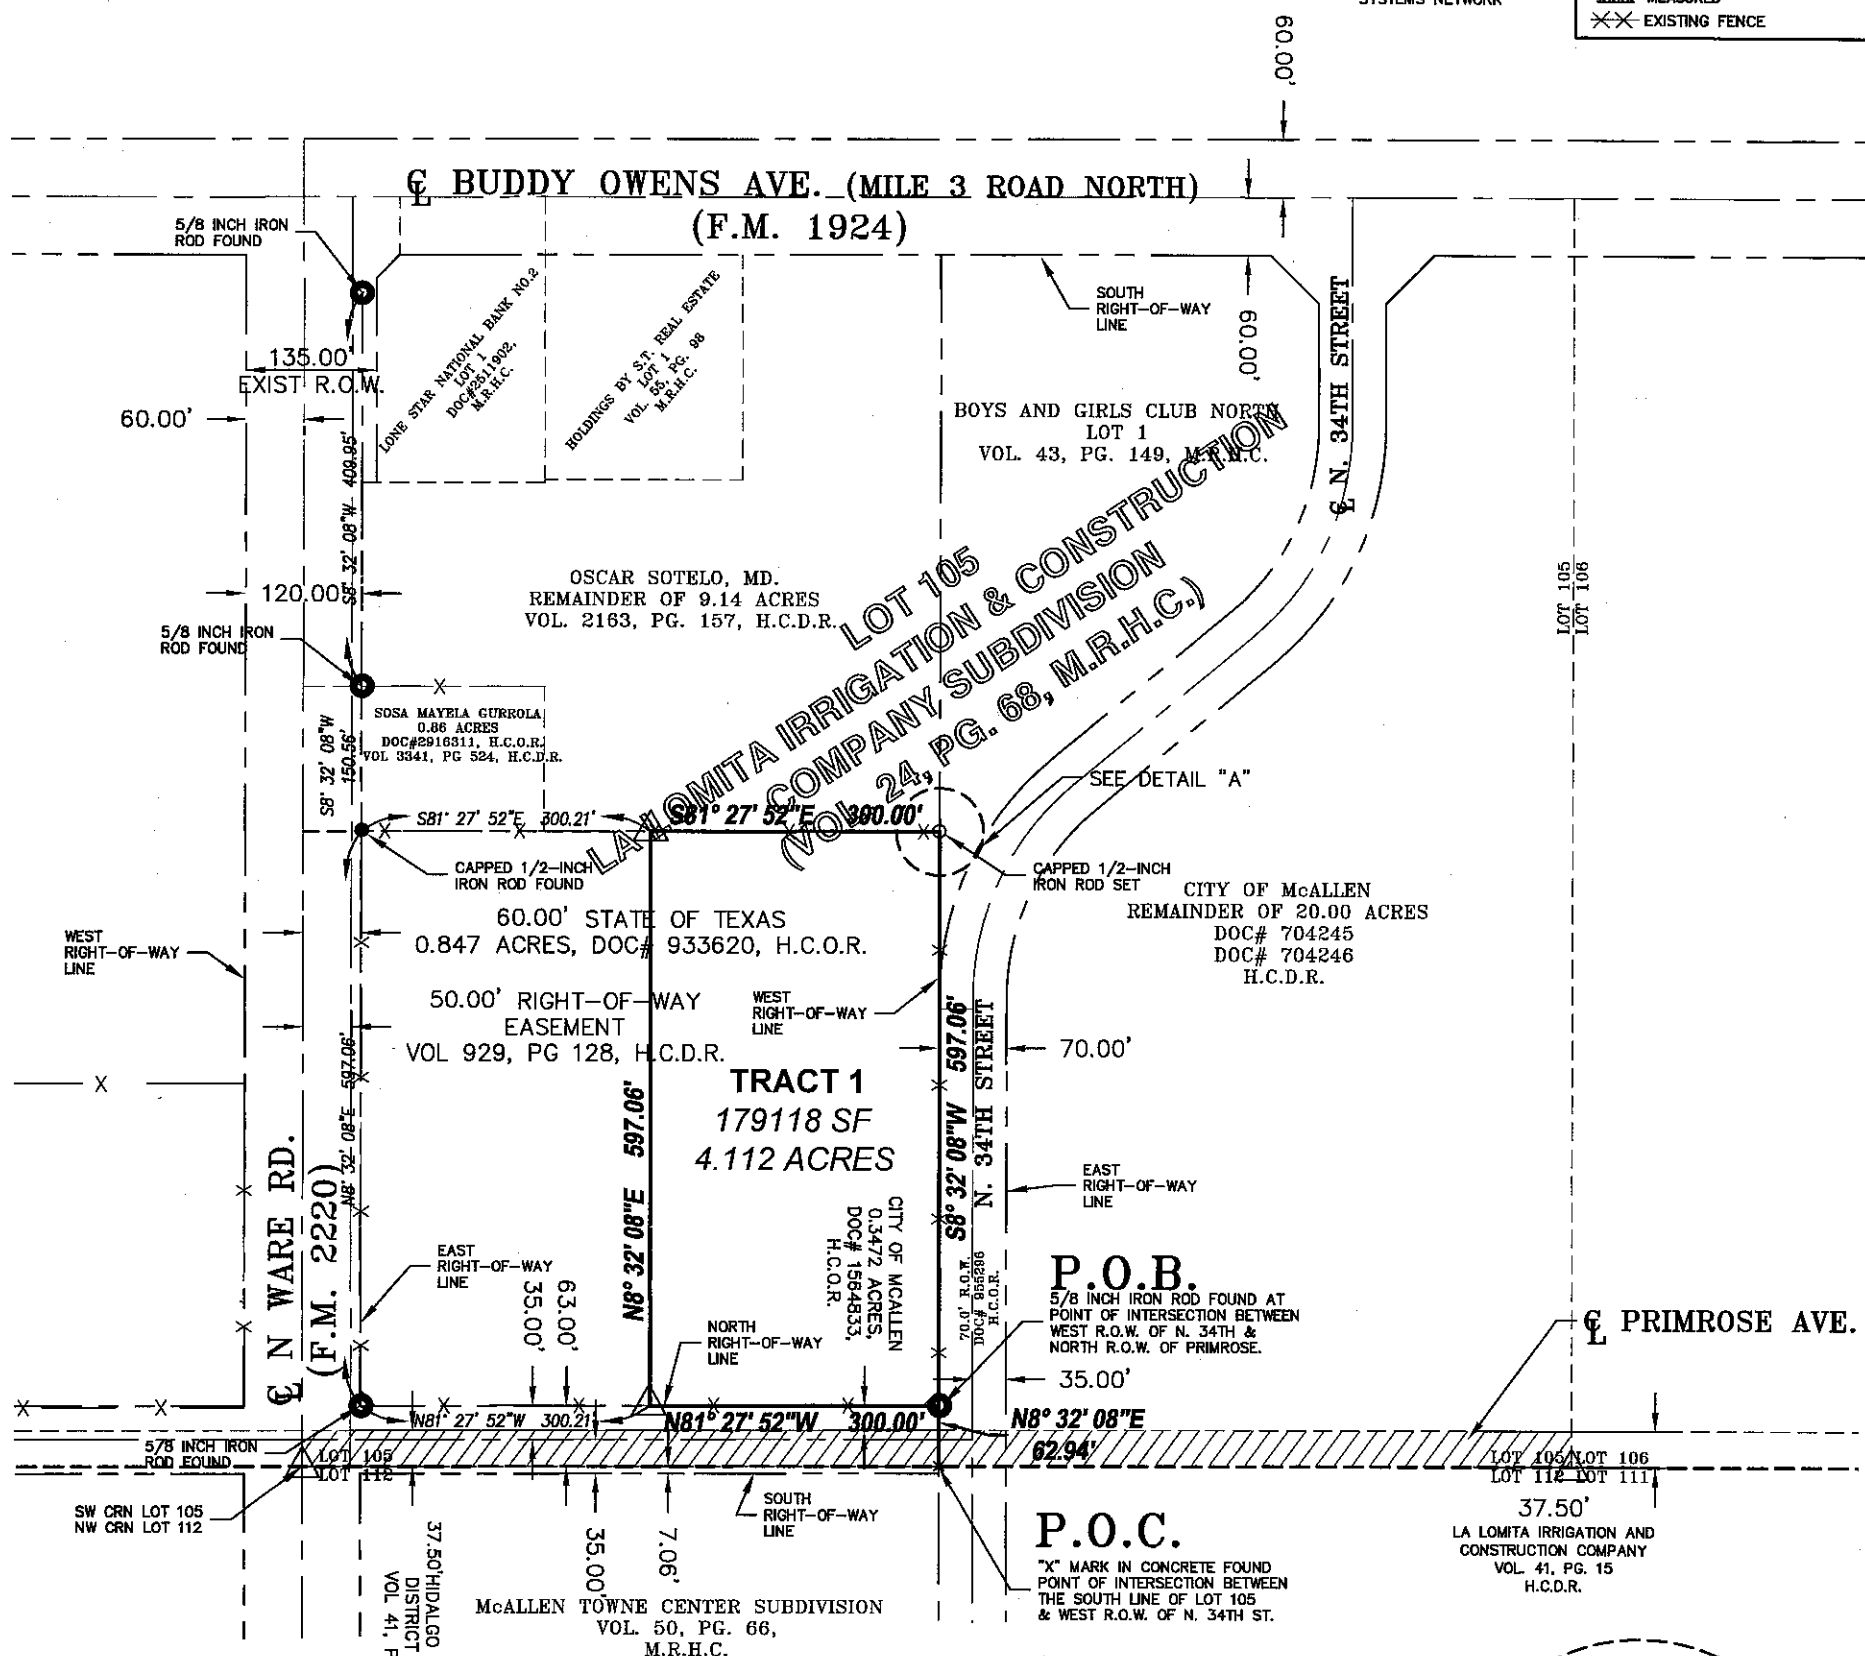 SYSTEMS NETWORK
MEASURED
EXISTING FENCE
60.00'
℄ BUDDY OWENS AVE. (MILE 3 ROAD NORTH)
(F.M. 1924)
5/8 INCH IRON
ROD FOUND
SOUTH
RIGHT-OF-WAY
LINE
60.00'
℄ N. 34TH STREET
LONE STAR NATIONAL BANK NO.2
LOT 1
DOC#2511902,
M.R.H.C.
HOLDINGS BY S.T. REAL ESTATE
LOT 1
VOL. 55, PG. 98
M.R.H.C.
135.00'
EXIST R.O.W.
60.00'
S8° 32' 08"W 409.95'
BOYS AND GIRLS CLUB NORTH
LOT 1
VOL. 43, PG. 149, M.R.H.C.
LOT 105
LA LOMITA IRRIGATION & CONSTRUCTION
COMPANY SUBDIVISION
(VOL. 24, PG. 68, M.R.H.C.)
LOT 105
LOT 106
OSCAR SOTELO, MD.
REMAINDER OF 9.14 ACRES
VOL. 2163, PG. 157, H.C.D.R.
120.00'
5/8 INCH IRON
ROD FOUND
SOSA MAYELA GURROLA
0.86 ACRES
DOC#2916311, H.C.O.R.
VOL 3341, PG 524, H.C.D.R.
S8° 32' 08"W
150.56'
SEE DETAIL "A"
S81° 27' 52"E 300.21'
S81° 27' 52"E 300.00'
CAPPED 1/2-INCH
IRON ROD FOUND
CAPPED 1/2-INCH
IRON ROD SET
CITY OF McALLEN
REMAINDER OF 20.00 ACRES
DOC# 704245
DOC# 704246
H.C.D.R.
60.00' STATE OF TEXAS
0.847 ACRES, DOC# 933620, H.C.O.R.
WEST
RIGHT-OF-WAY
LINE
50.00' RIGHT-OF-WAY
EASEMENT
VOL 929, PG 128, H.C.D.R.
WEST
RIGHT-OF-WAY
LINE
70.00'
N8° 32' 08"E 597.06'
TRACT 1
179118 SF
4.112 ACRES
N8° 32' 08"E 597.06'
S8° 32' 08"W 597.06'
N. 34TH STREET
EAST
RIGHT-OF-WAY
LINE
℄ N WARE RD.
(F.M. 2220)
EAST
RIGHT-OF-WAY
LINE
35.00'
63.00'
CITY OF MCALLEN
0.3472 ACRES,
DOC# 1564833,
H.C.O.R.
70.0' R.O.W.
DOC# 955296
H.C.O.R.
P.O.B.
5/8 INCH IRON ROD FOUND AT
POINT OF INTERSECTION BETWEEN
WEST R.O.W. OF N. 34TH &
NORTH R.O.W. OF PRIMROSE.
℄ PRIMROSE AVE.
NORTH
RIGHT-OF-WAY
LINE
35.00'
N81° 27' 52"W 300.21'
N81° 27' 52"W 300.00'
N8° 32' 08"E
62.94'
5/8 INCH IRON
ROD FOUND
LOT 105
LOT 112
LOT 105 LOT 106
LOT 112 LOT 111
SW CRN LOT 105
NW CRN LOT 112
SOUTH
RIGHT-OF-WAY
LINE
37.50'
LA LOMITA IRRIGATION AND
CONSTRUCTION COMPANY
VOL. 41, PG. 15
H.C.D.R.
P.O.C.
"X" MARK IN CONCRETE FOUND
POINT OF INTERSECTION BETWEEN
THE SOUTH LINE OF LOT 105
& WEST R.O.W. OF N. 34TH ST.
37.50' HIDALGO
DISTRICT
VOL 41, P
35.00'
7.06'
McALLEN TOWNE CENTER SUBDIVISION
VOL. 50, PG. 66,
M.R.H.C.